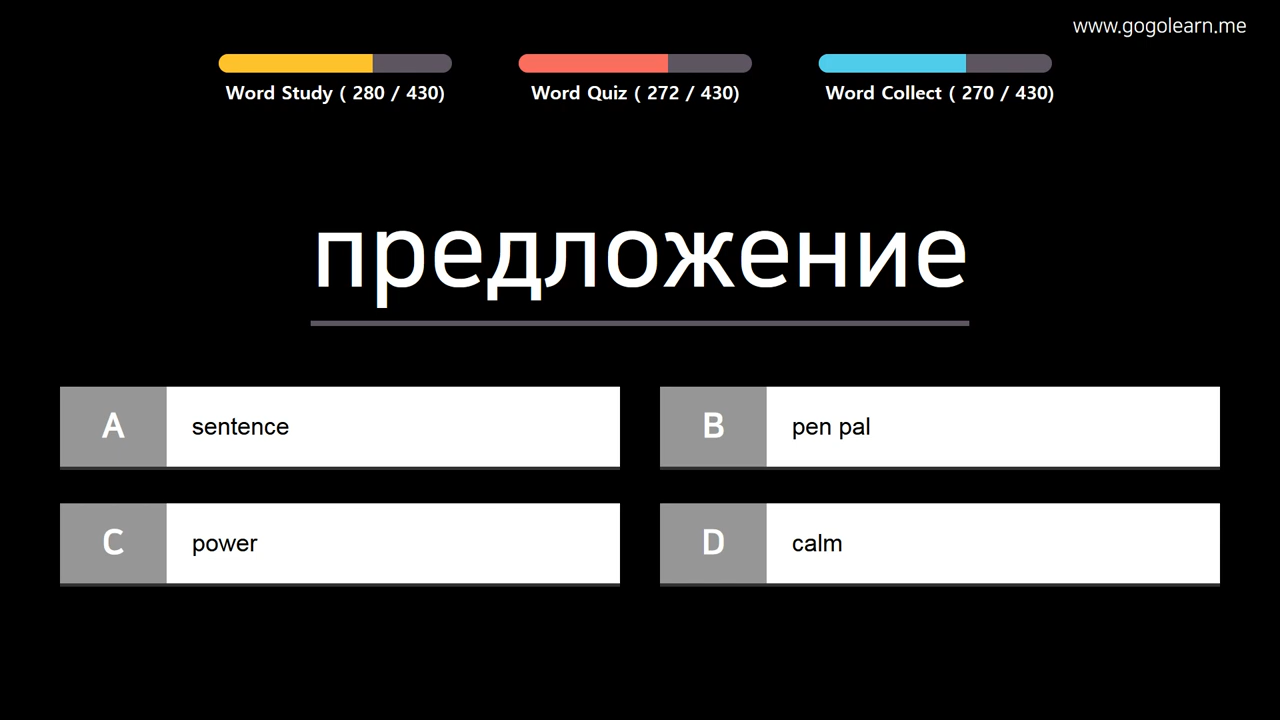 www.gogolearn.me
Word Study ( 280 / 430)
Word Quiz ( 272 / 430)
Word Collect ( 270 / 430)
предложение
A sentence
B pen pal
C power
D calm